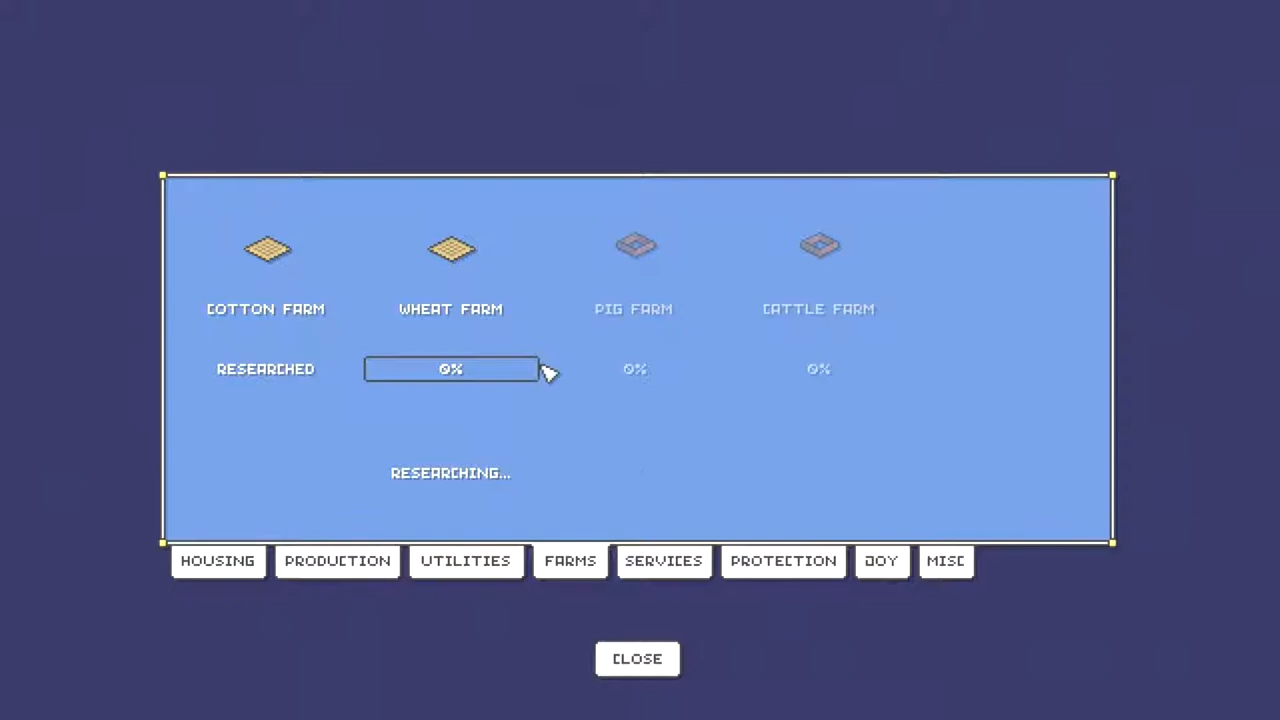 COTTON FARM WHEAT FARM PIG FARM CATTLE FARM
RESEARCHED 0% 0% 0%
RESEARCHING...
HOUSING PRODUCTION UTILITIES FARMS SERVICES PROTECTION JOY MISC
CLOSE